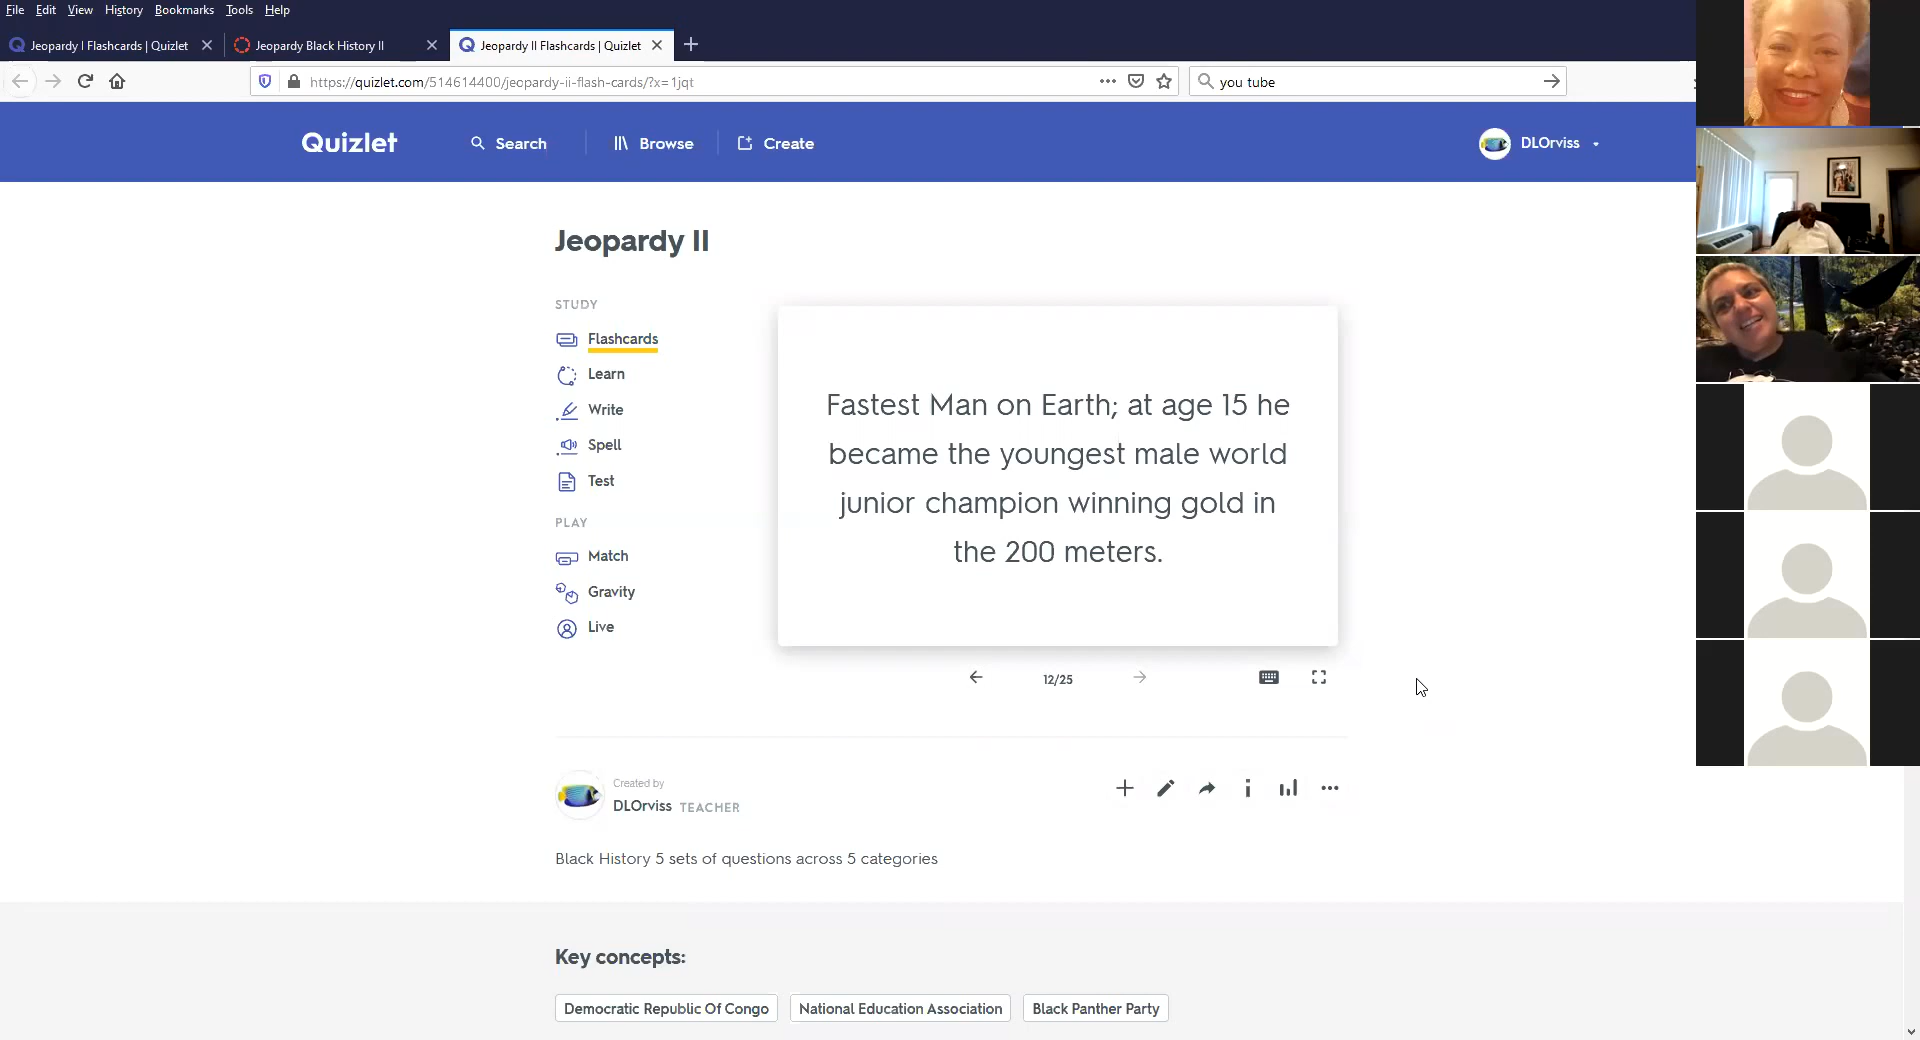 File Edit View History Bookmarks Tools Help
Jeopardy I Flashcards | Quizlet
Jeopardy Black History II
Jeopardy II Flashcards | Quizlet
https://quizlet.com/514614400/jeopardy-ii-flash-cards/?x=1jqt
you tube
Quizlet
Search
Browse
Create
DLOrviss
Jeopardy II
STUDY
Flashcards
Learn
Write
Spell
Test
PLAY
Match
Gravity
Live
Fastest Man on Earth; at age 15 he
became the youngest male world
junior champion winning gold in
the 200 meters.
12/25
Created by
DLOrviss TEACHER
Black History 5 sets of questions across 5 categories
Key concepts:
Democratic Republic Of Congo
National Education Association
Black Panther Party